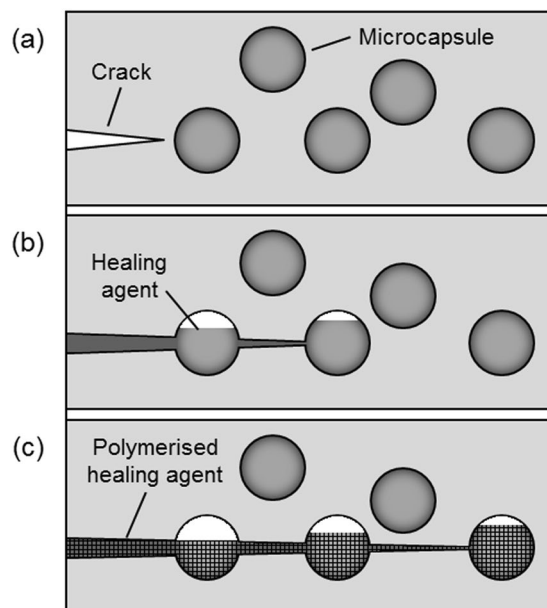 (a)
Microcapsule
Crack
(b)
Healing
agent
(c)
Polymerised
healing agent